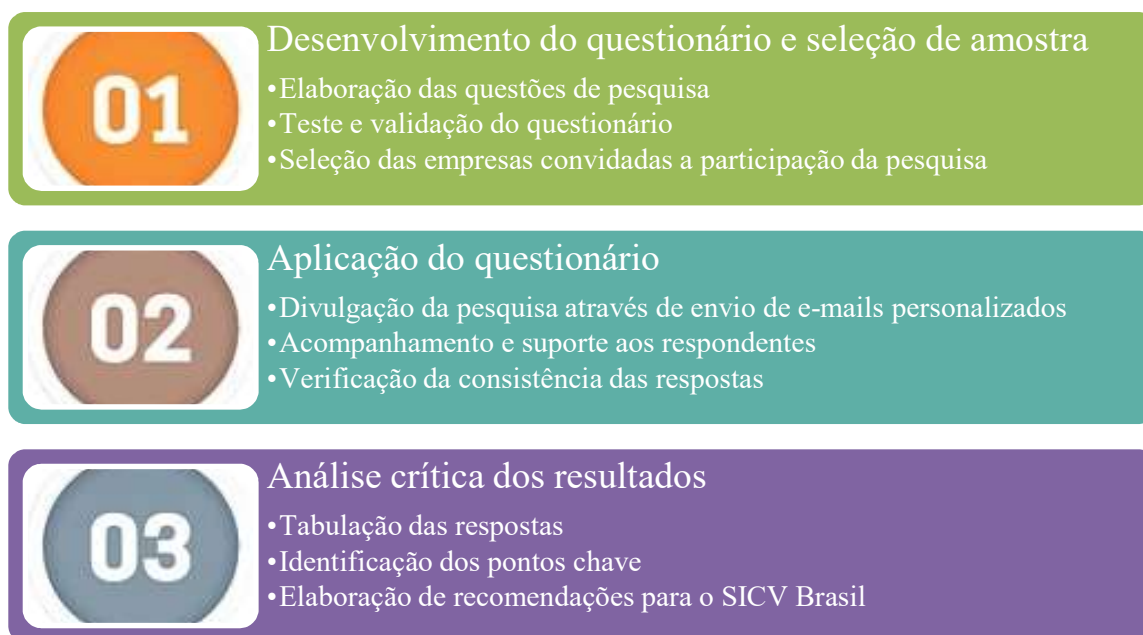 01
Desenvolvimento do questionário e seleção de amostra
•Elaboração das questões de pesquisa
•Teste e validação do questionário
•Seleção das empresas convidadas a participação da pesquisa
02
Aplicação do questionário
•Divulgação da pesquisa através de envio de e-mails personalizados
•Acompanhamento e suporte aos respondentes
•Verificação da consistência das respostas
03
Análise crítica dos resultados
•Tabulação das respostas
•Identificação dos pontos chave
•Elaboração de recomendações para o SICV Brasil